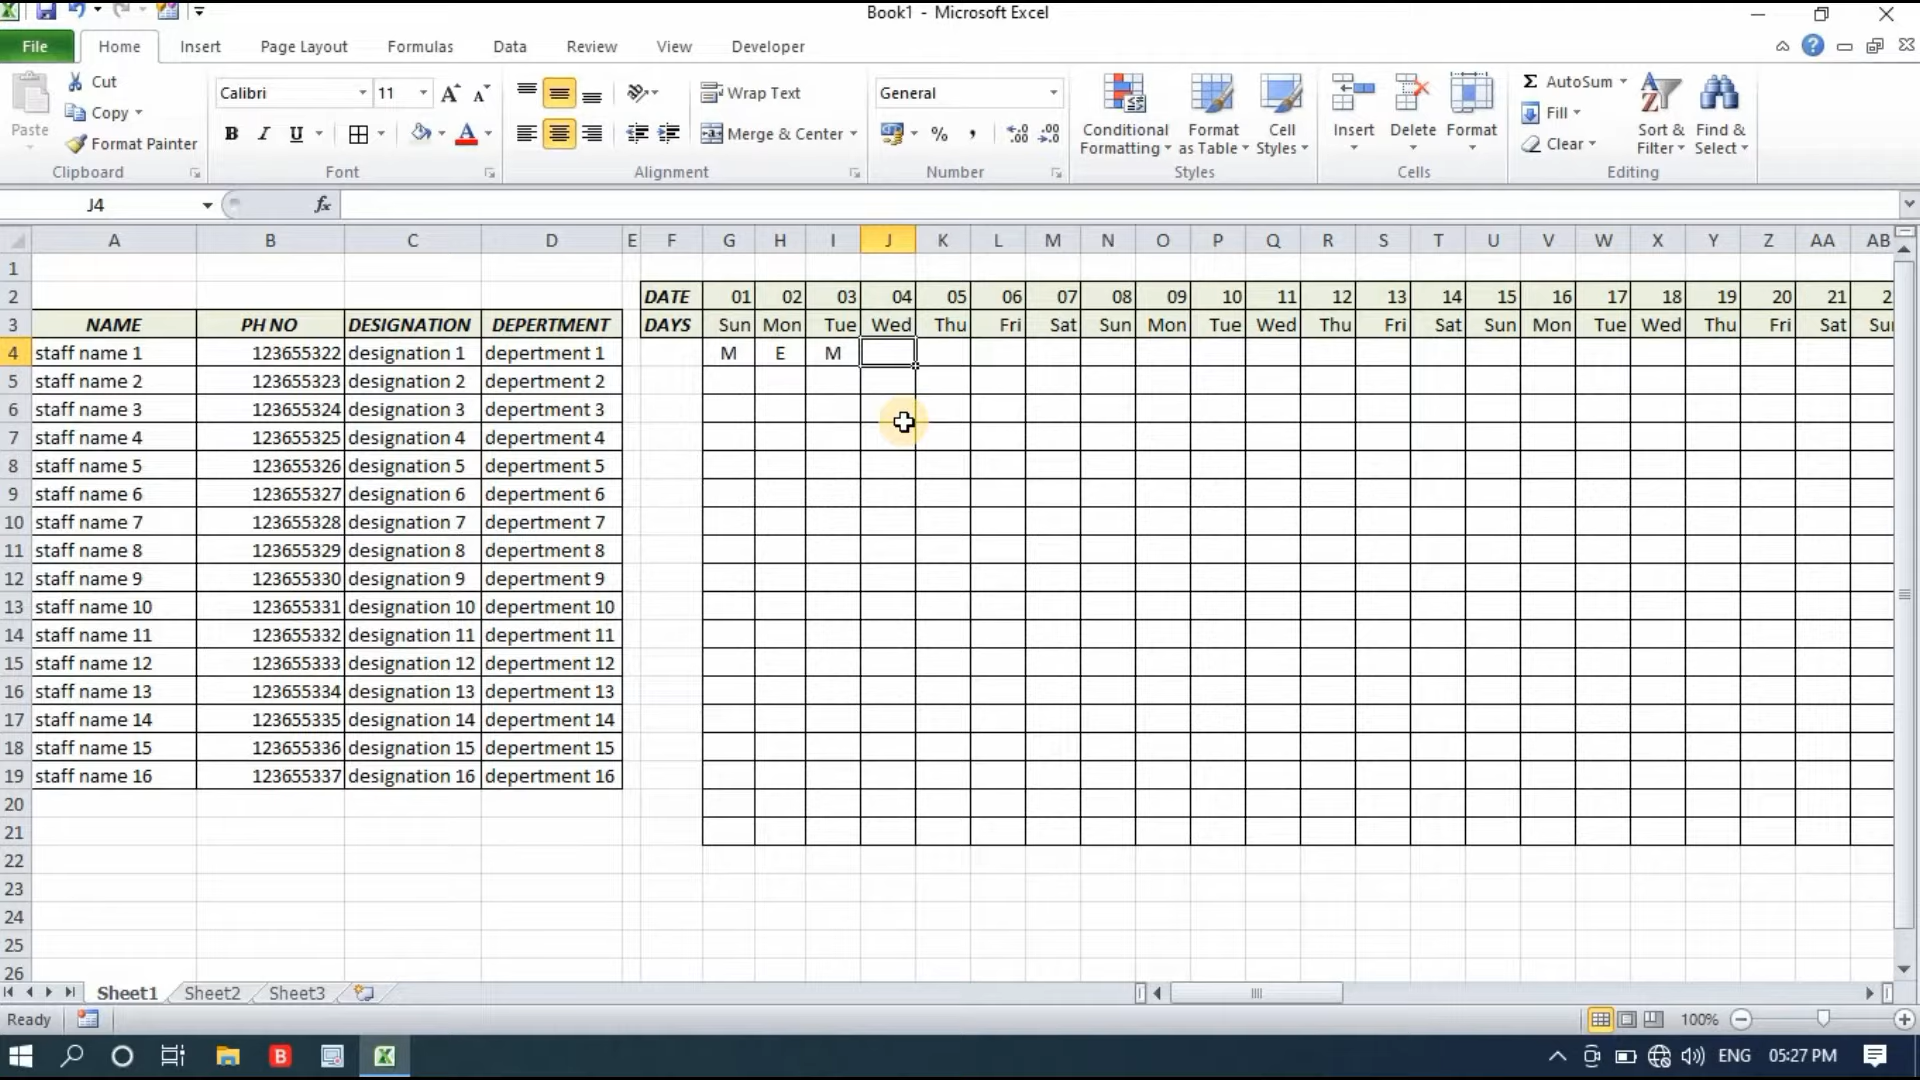 Book1 - Microsoft Excel
File Home Insert Page Layout Formulas Data Review View Developer
Paste
Cut
Copy
Format Painter
Clipboard
Calibri 11
B I U A
Font
Wrap Text
Merge & Center
Alignment
General
% ,
Number
Conditional Formatting
Format as Table
Cell Styles
Styles
Insert Delete Format
Cells
Σ AutoSum
Fill
Clear
Sort & Filter
Find & Select
Editing
J4 fx
A B C D E F G H I J K L M N O P Q R S T U V W X Y Z AA AB
1
2 DATE 01 02 03 04 05 06 07 08 09 10 11 12 13 14 15 16 17 18 19 20 21 2
3 NAME PH NO DESIGNATION DEPERTMENT DAYS Sun Mon Tue Wed Thu Fri Sat Sun Mon Tue Wed Thu Fri Sat Sun Mon Tue Wed Thu Fri Sat Sun
4 staff name 1 123655322 designation 1 depertment 1 M E M
5 staff name 2 123655323 designation 2 depertment 2
6 staff name 3 123655324 designation 3 depertment 3
7 staff name 4 123655325 designation 4 depertment 4
8 staff name 5 123655326 designation 5 depertment 5
9 staff name 6 123655327 designation 6 depertment 6
10 staff name 7 123655328 designation 7 depertment 7
11 staff name 8 123655329 designation 8 depertment 8
12 staff name 9 123655330 designation 9 depertment 9
13 staff name 10 123655331 designation 10 depertment 10
14 staff name 11 123655332 designation 11 depertment 11
15 staff name 12 123655333 designation 12 depertment 12
16 staff name 13 123655334 designation 13 depertment 13
17 staff name 14 123655335 designation 14 depertment 14
18 staff name 15 123655336 designation 15 depertment 15
19 staff name 16 123655337 designation 16 depertment 16
20
21
22
23
24
25
26
Sheet1 Sheet2 Sheet3
Ready 100%
B ENG 05:27 PM